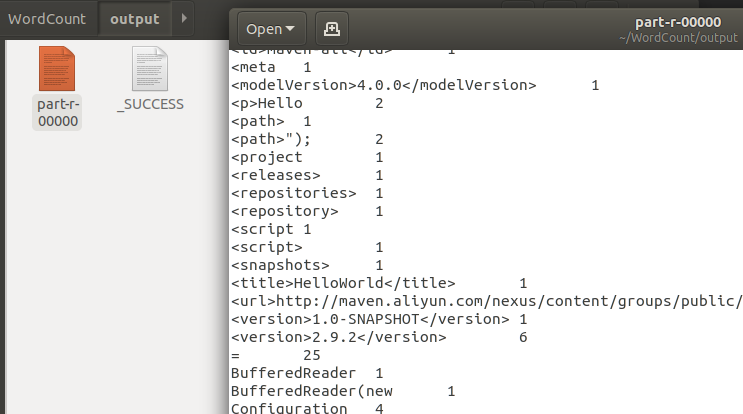 WordCount output
Open part-r-00000
~/WordCount/output
part-r-
00000
_SUCCESS
<meta 1
<modelVersion>4.0.0</modelVersion> 1
<p>Hello 2
<path> 1
<path>"); 2
<project 1
<releases> 1
<repositories> 1
<repository> 1
<script 1
<script> 1
<snapshots> 1
<title>HelloWorld</title> 1
<url>http://maven.aliyun.com/nexus/content/groups/public/
<version>1.0-SNAPSHOT</version> 1
<version>2.9.2</version> 6
= 25
BufferedReader 1
BufferedReader(new 1
Configuration 4